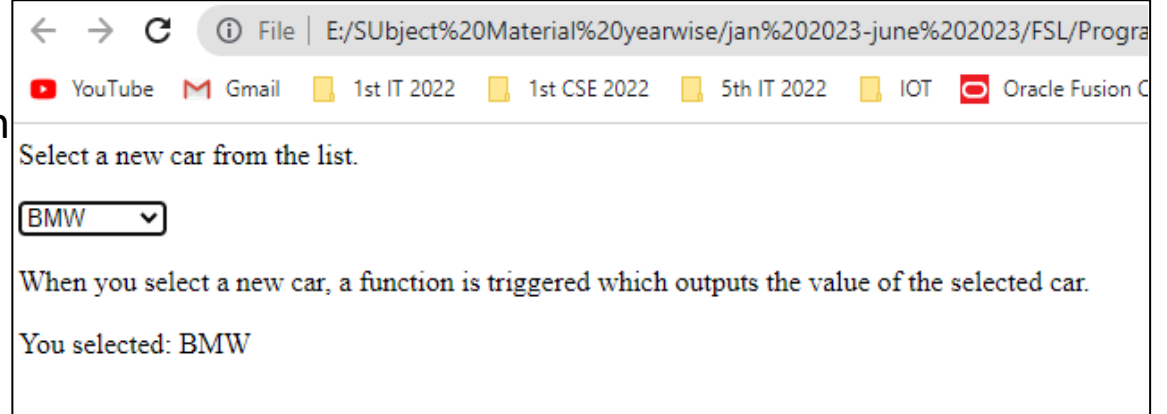 File | E:/SUbject%20Material%20yearwise/jan%202023-june%202023/FSL/Progra
YouTube Gmail 1st IT 2022 1st CSE 2022 5th IT 2022 IOT Oracle Fusion C
n
Select a new car from the list.
BMW
When you select a new car, a function is triggered which outputs the value of the selected car.
You selected: BMW